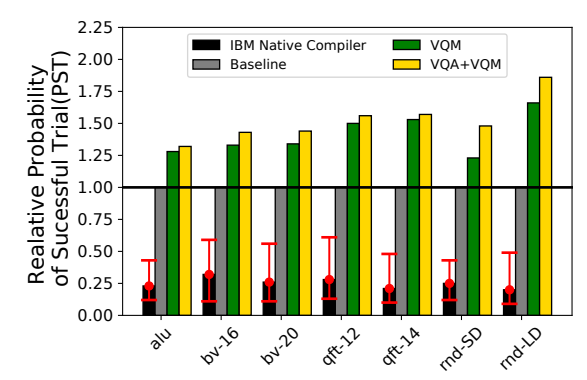 Realative Probability
of Sucessful Trial(PST)
2.25
2.00
1.75
1.50
1.25
1.00
0.75
0.50
0.25
0.00
IBM Native Compiler
Baseline
VQM
VQA+VQM
alu
bv-16
bv-20
qft-12
qft-14
rnd-SD
rnd-LD